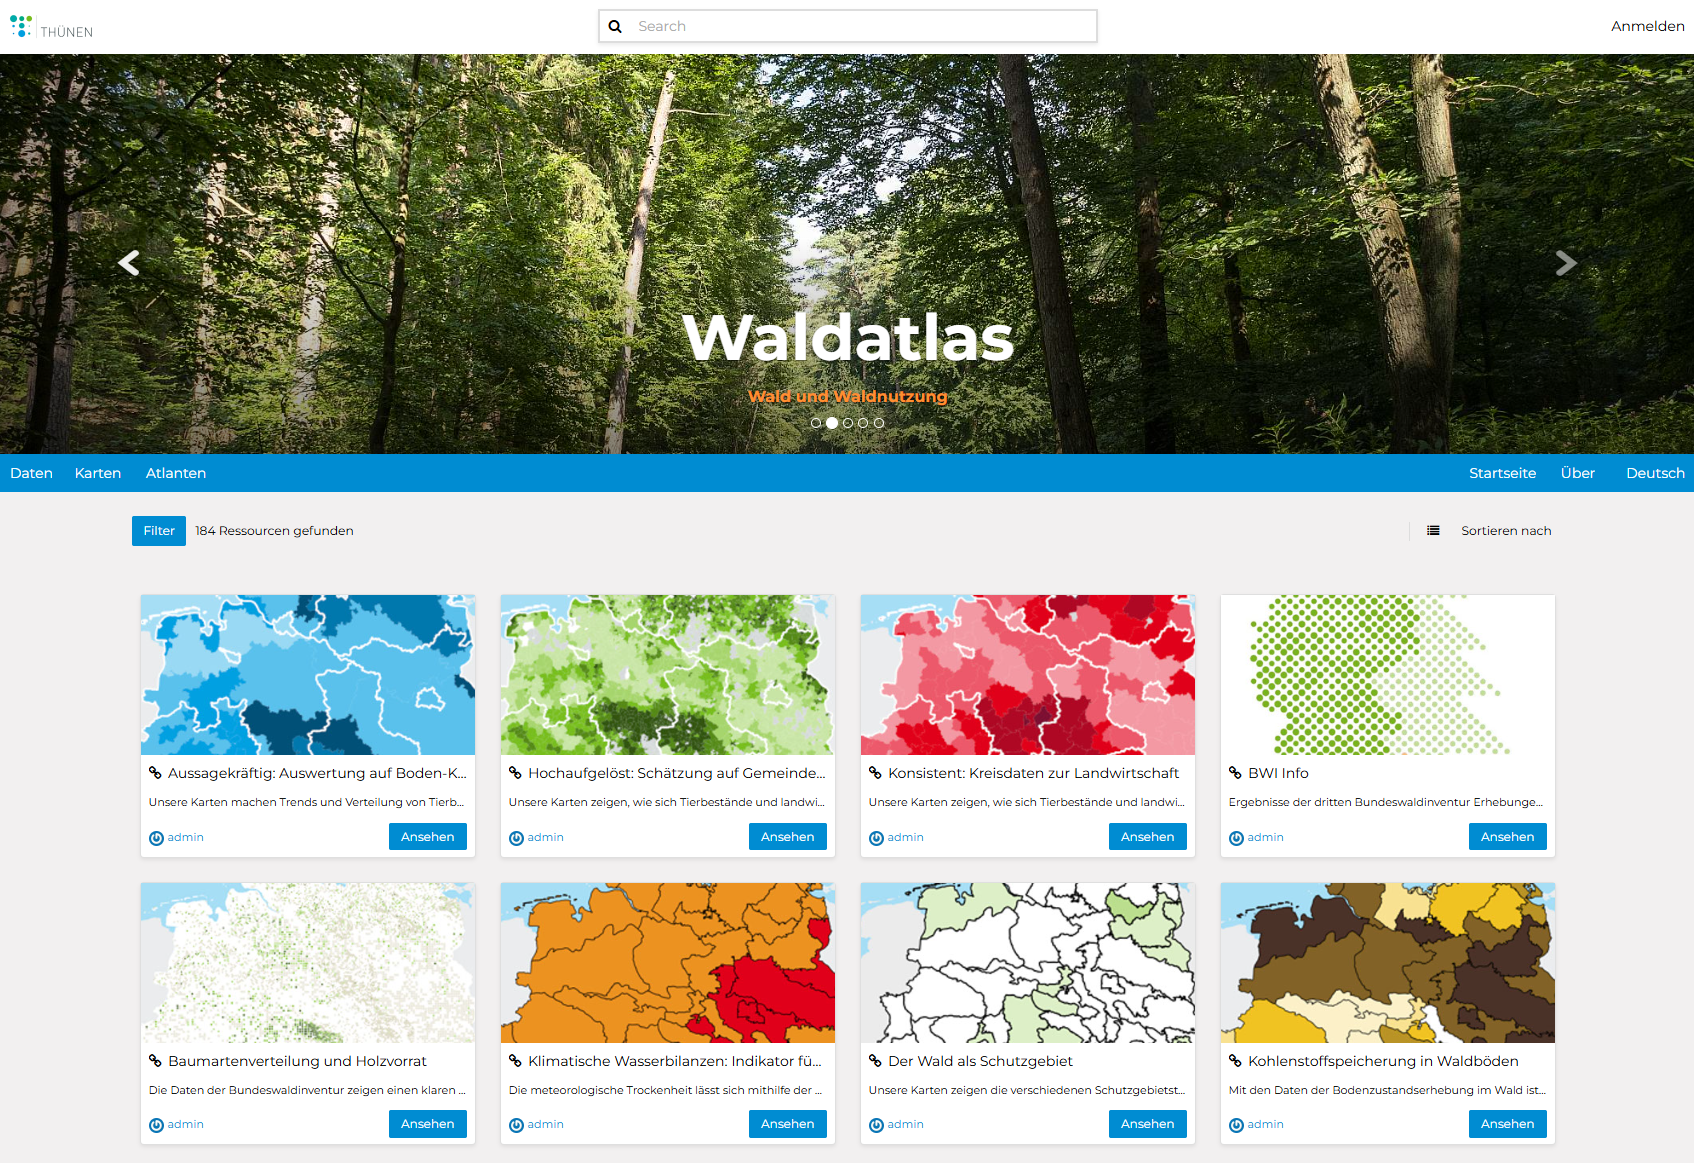 THÜNEN
Search
Anmelden
Waldatlas
Wald und Waldnutzung
Daten Karten Atlanten Startseite Über Deutsch
Filter 184 Ressourcen gefunden Sortieren nach
Aussagekräftig: Auswertung auf Boden-K...
Unsere Karten machen Trends und Verteilung von Tierb...
admin Ansehen
Hochaufgelöst: Schätzung auf Gemeinde...
Unsere Karten zeigen, wie sich Tierbestände und landwi...
admin Ansehen
Konsistent: Kreisdaten zur Landwirtschaft
Unsere Karten zeigen, wie sich Tierbestände und landwi...
admin Ansehen
BWI Info
Ergebnisse der dritten Bundeswaldinventur Erhebunge...
admin Ansehen
Baumartenverteilung und Holzvorrat
Die Daten der Bundeswaldinventur zeigen einen klaren ...
admin Ansehen
Klimatische Wasserbilanzen: Indikator fü...
Die meteorologische Trockenheit lässt sich mithilfe der ...
admin Ansehen
Der Wald als Schutzgebiet
Unsere Karten zeigen die verschiedenen Schutzgebietst...
admin Ansehen
Kohlenstoffspeicherung in Waldböden
Mit den Daten der Bodenzustandserhebung im Wald ist...
admin Ansehen